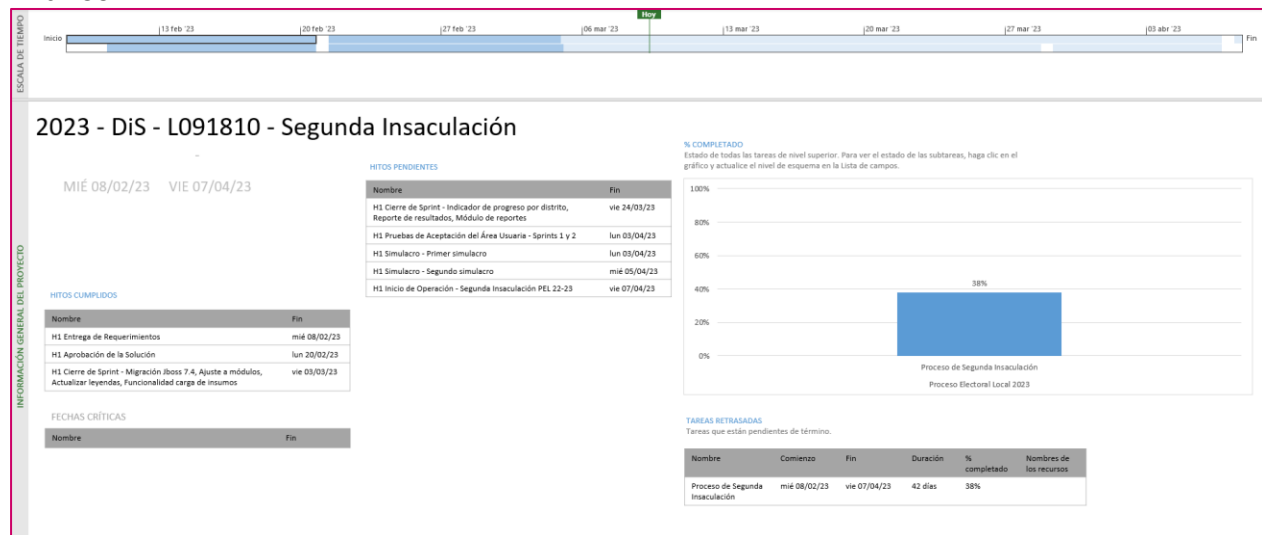 ESCALA DE TIEMPO
Hoy
13 feb '23
20 feb '23
27 feb '23
06 mar '23
13 mar '23
20 mar '23
27 mar '23
03 abr '23
Inicio
Fin
INFORMACIÓN GENERAL DEL PROYECTO
2023 - DiS - L091810 - Segunda Insaculación
MIÉ 08/02/23 VIE 07/04/23
HITOS CUMPLIDOS
Nombre Fin
H1 Entrega de Requerimientos mié 08/02/23
H1 Aprobación de la Solución lun 20/02/23
H1 Cierre de Sprint - Migración Jboss 7.4, Ajuste a módulos, vie 03/03/23
Actualizar leyendas, Funcionalidad carga de insumos
FECHAS CRÍTICAS
Nombre Fin
HITOS PENDIENTES
Nombre Fin
H1 Cierre de Sprint - Indicador de progreso por distrito, vie 24/03/23
Reporte de resultados, Módulo de reportes
H1 Pruebas de Aceptación del Área Usuaria - Sprints 1 y 2 lun 03/04/23
H1 Simulacro - Primer simulacro lun 03/04/23
H1 Simulacro - Segundo simulacro mié 05/04/23
H1 Inicio de Operación - Segunda Insaculación PEL 22-23 vie 07/04/23
% COMPLETADO
Estado de todas las tareas de nivel superior. Para ver el estado de las subtareas, haga clic en el
gráfico y actualice el nivel de esquema en la Lista de campos.
100%
80%
60%
40%
20%
0%
38%
Proceso de Segunda Insaculación
Proceso Electoral Local 2023
TAREAS RETRASADAS
Tareas que están pendientes de término.
Nombre Comienzo Fin Duración % Nombres de
completado los recursos
Proceso de Segunda mié 08/02/23 vie 07/04/23 42 días 38%
Insaculación